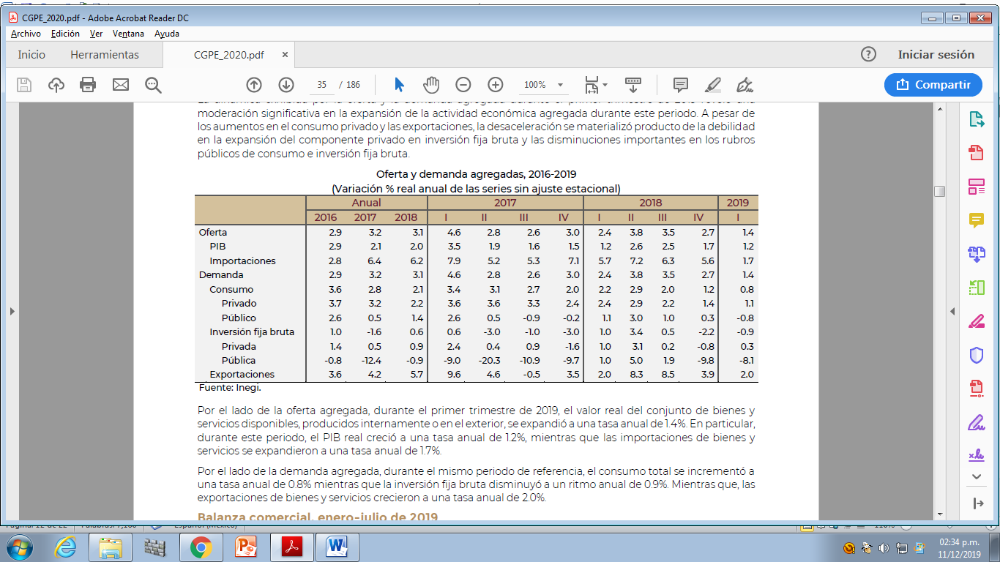 CGPE_2020.pdf - Adobe Acrobat Reader DC
Archivo Edición Ver Ventana Ayuda
Inicio Herramientas CGPE_2020.pdf × ? Iniciar sesión
35 / 186 100% Compartir
moderación significativa en la expansión de la actividad económica agregada durante este periodo. A pesar de
los aumentos en el consumo privado y las exportaciones, la desaceleración se materializó producto de la debilidad
en la expansión del componente privado en inversión fija bruta y las disminuciones importantes en los rubros
públicos de consumo e inversión fija bruta.
Oferta y demanda agregadas, 2016-2019
(Variación % real anual de las series sin ajuste estacional)
Anual 2017 2018 2019
2016 2017 2018 I II III IV I II III IV I
Oferta 2.9 3.2 3.1 4.6 2.8 2.6 3.0 2.4 3.8 3.5 2.7 1.4
PIB 2.9 2.1 2.0 3.5 1.9 1.6 1.5 1.2 2.6 2.5 1.7 1.2
Importaciones 2.8 6.4 6.2 7.9 5.2 5.3 7.1 5.7 7.2 6.3 5.6 1.7
Demanda 2.9 3.2 3.1 4.6 2.8 2.6 3.0 2.4 3.8 3.5 2.7 1.4
Consumo 3.6 2.8 2.1 3.4 3.1 2.7 2.0 2.2 2.9 2.0 1.2 0.8
Privado 3.7 3.2 2.2 3.6 3.6 3.3 2.4 2.4 2.9 2.2 1.4 1.1
Público 2.6 0.5 1.4 2.6 0.5 -0.9 -0.2 1.1 3.0 1.0 0.3 -0.8
Inversión fija bruta 1.0 -1.6 0.6 0.6 -3.0 -1.0 -3.0 1.0 3.4 0.5 -2.2 -0.9
Privada 1.4 0.5 0.9 2.4 0.4 0.9 -1.6 1.0 3.1 0.2 -0.8 0.3
Pública -0.8 -12.4 -0.9 -9.0 -20.3 -10.9 -9.7 1.0 5.0 1.9 -9.8 -8.1
Exportaciones 3.6 4.2 5.7 9.6 4.6 -0.5 3.5 2.0 8.3 8.5 3.9 2.0
Fuente: Inegi.
Por el lado de la oferta agregada, durante el primer trimestre de 2019, el valor real del conjunto de bienes y
servicios disponibles, producidos internamente o en el exterior, se expandió a una tasa anual de 1.4%. En particular,
durante este periodo, el PIB real creció a una tasa anual de 1.2%, mientras que las importaciones de bienes y
servicios se expandieron a una tasa anual de 1.7%.
Por el lado de la demanda agregada, durante el mismo periodo de referencia, el consumo total se incrementó a
una tasa anual de 0.8% mientras que la inversión fija bruta disminuyó a un ritmo anual de 0.9%. Mientras que, las
exportaciones de bienes y servicios crecieron a una tasa anual de 2.0%.
Balanza comercial, enero-julio de 2019
02:34 p.m.
11/12/2019